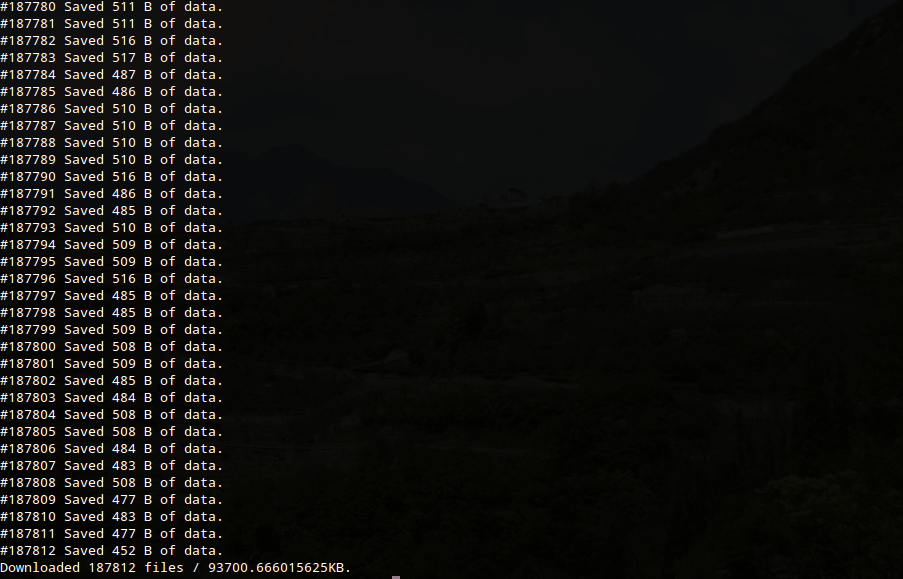 #187780 Saved 511 B of data.
#187781 Saved 511 B of data.
#187782 Saved 516 B of data.
#187783 Saved 517 B of data.
#187784 Saved 487 B of data.
#187785 Saved 486 B of data.
#187786 Saved 510 B of data.
#187787 Saved 510 B of data.
#187788 Saved 510 B of data.
#187789 Saved 510 B of data.
#187790 Saved 516 B of data.
#187791 Saved 486 B of data.
#187792 Saved 485 B of data.
#187793 Saved 510 B of data.
#187794 Saved 509 B of data.
#187795 Saved 509 B of data.
#187796 Saved 516 B of data.
#187797 Saved 485 B of data.
#187798 Saved 485 B of data.
#187799 Saved 509 B of data.
#187800 Saved 508 B of data.
#187801 Saved 509 B of data.
#187802 Saved 485 B of data.
#187803 Saved 484 B of data.
#187804 Saved 508 B of data.
#187805 Saved 508 B of data.
#187806 Saved 484 B of data.
#187807 Saved 483 B of data.
#187808 Saved 508 B of data.
#187809 Saved 477 B of data.
#187810 Saved 483 B of data.
#187811 Saved 477 B of data.
#187812 Saved 452 B of data.
Downloaded 187812 files / 93700.666015625KB.